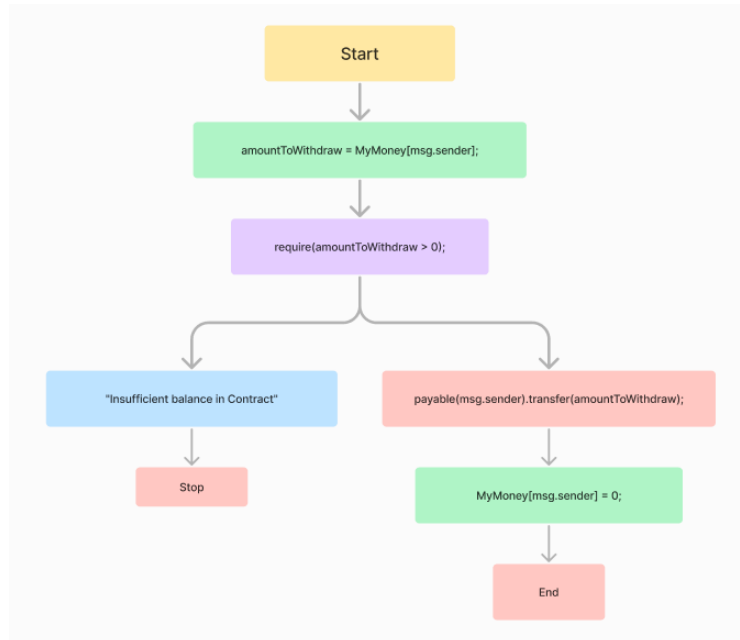 Start
amountToWithdraw = MyMoney[msg.sender];
require(amountToWithdraw > 0);
"Insufficient balance in Contract"
payable(msg.sender).transfer(amountToWithdraw);
Stop
MyMoney[msg.sender] = 0;
End